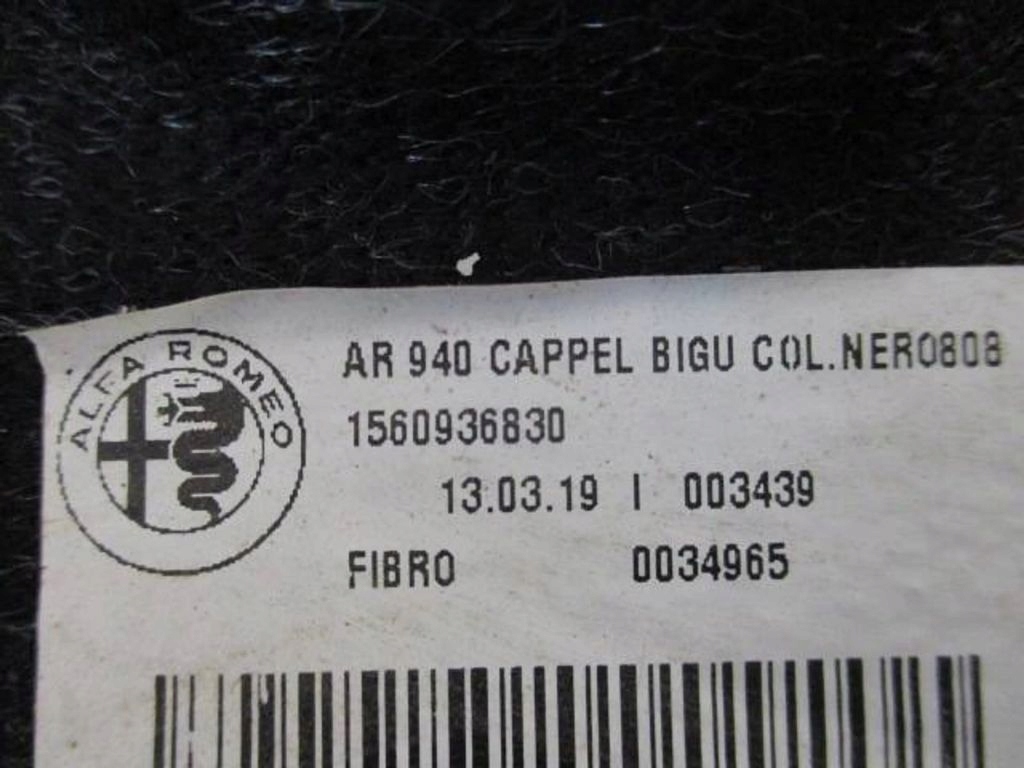 ALFA ROMEO
AR 940 CAPPEL BIGU COL.NERO808
1560936830
13.03.19 I 003439
FIBRO 0034965